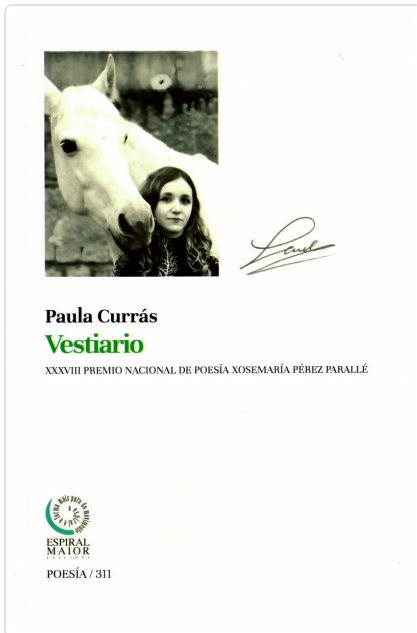 Paula Currás
Vestiario
XXXVIII PREMIO NACIONAL DE POESÍA XOSEMARÍA PÉREZ PARALLÉ
ESPIRAL
MAIOR
POESÍA / 311